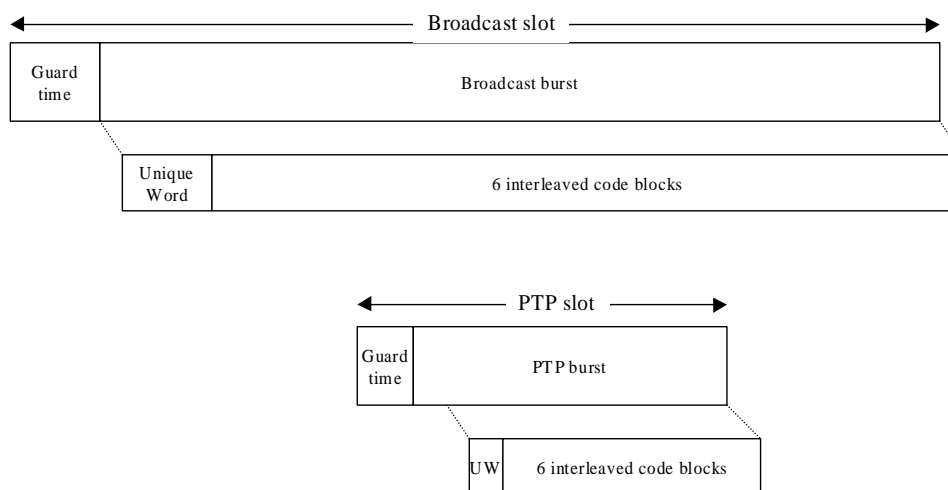 Broadcast slot
Guard
time
Broadcast burst
Unique
Word
6 interleaved code blocks
PTP slot
Guard
time
PTP burst
UW
6 interleaved code blocks